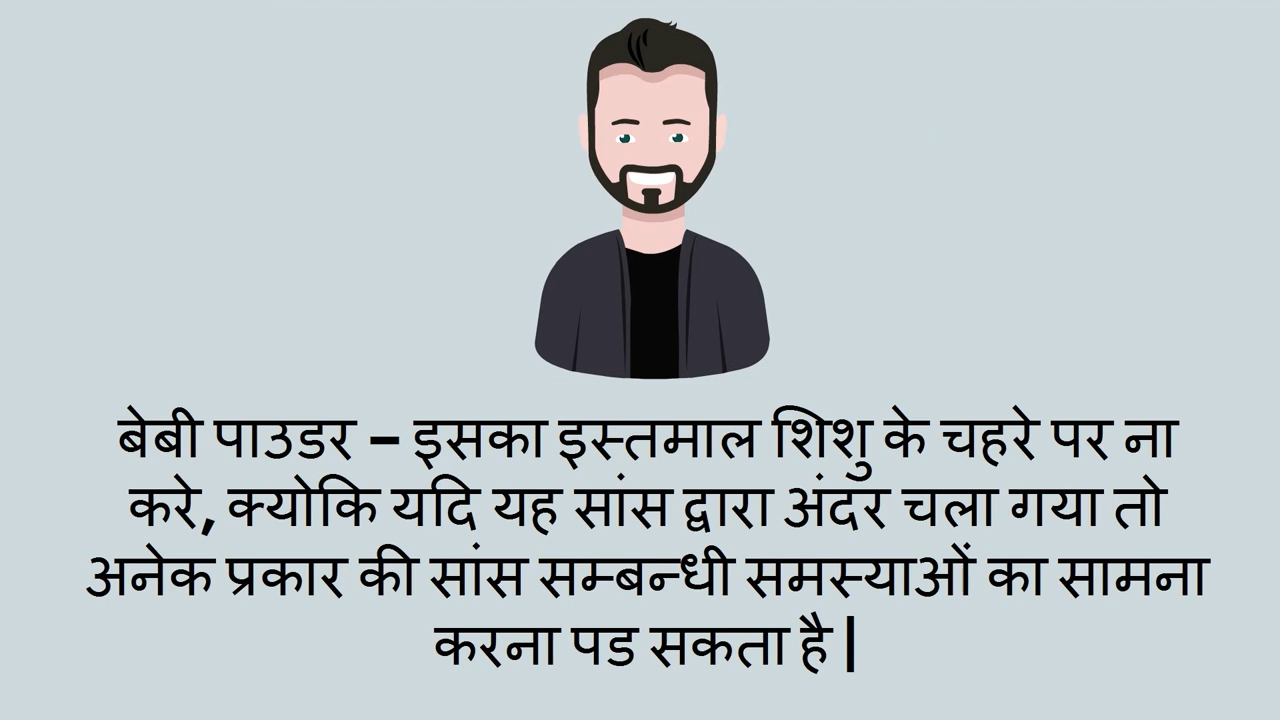 बेबी पाउडर – इसका इस्तमाल शिशु के चहरे पर ना
करे, क्योकि यदि यह सांस द्वारा अंदर चला गया तो
अनेक प्रकार की सांस सम्बन्धी समस्याओं का सामना
करना पड सकता है |